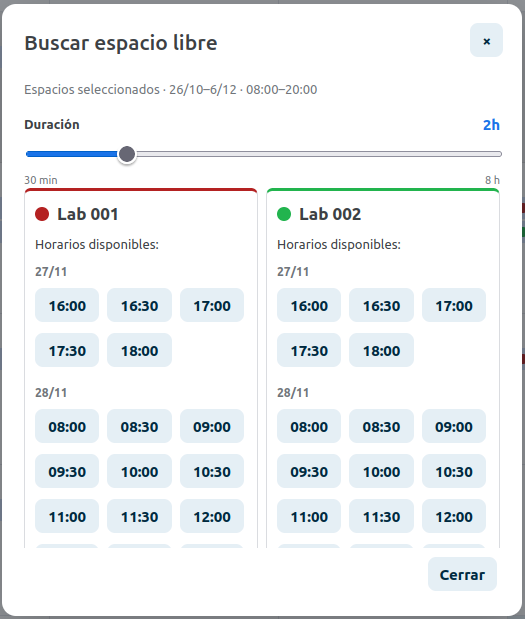 Buscar espacio libre
×
Espacios seleccionados · 26/10–6/12 · 08:00–20:00
Duración 2h
30 min 8 h
Lab 001
Horarios disponibles:
27/11
16:00 16:30 17:00
17:30 18:00
28/11
08:00 08:30 09:00
09:30 10:00 10:30
11:00 11:30 12:00
Lab 002
Horarios disponibles:
27/11
16:00 16:30 17:00
17:30 18:00
28/11
08:00 08:30 09:00
09:30 10:00 10:30
11:00 11:30 12:00
Cerrar